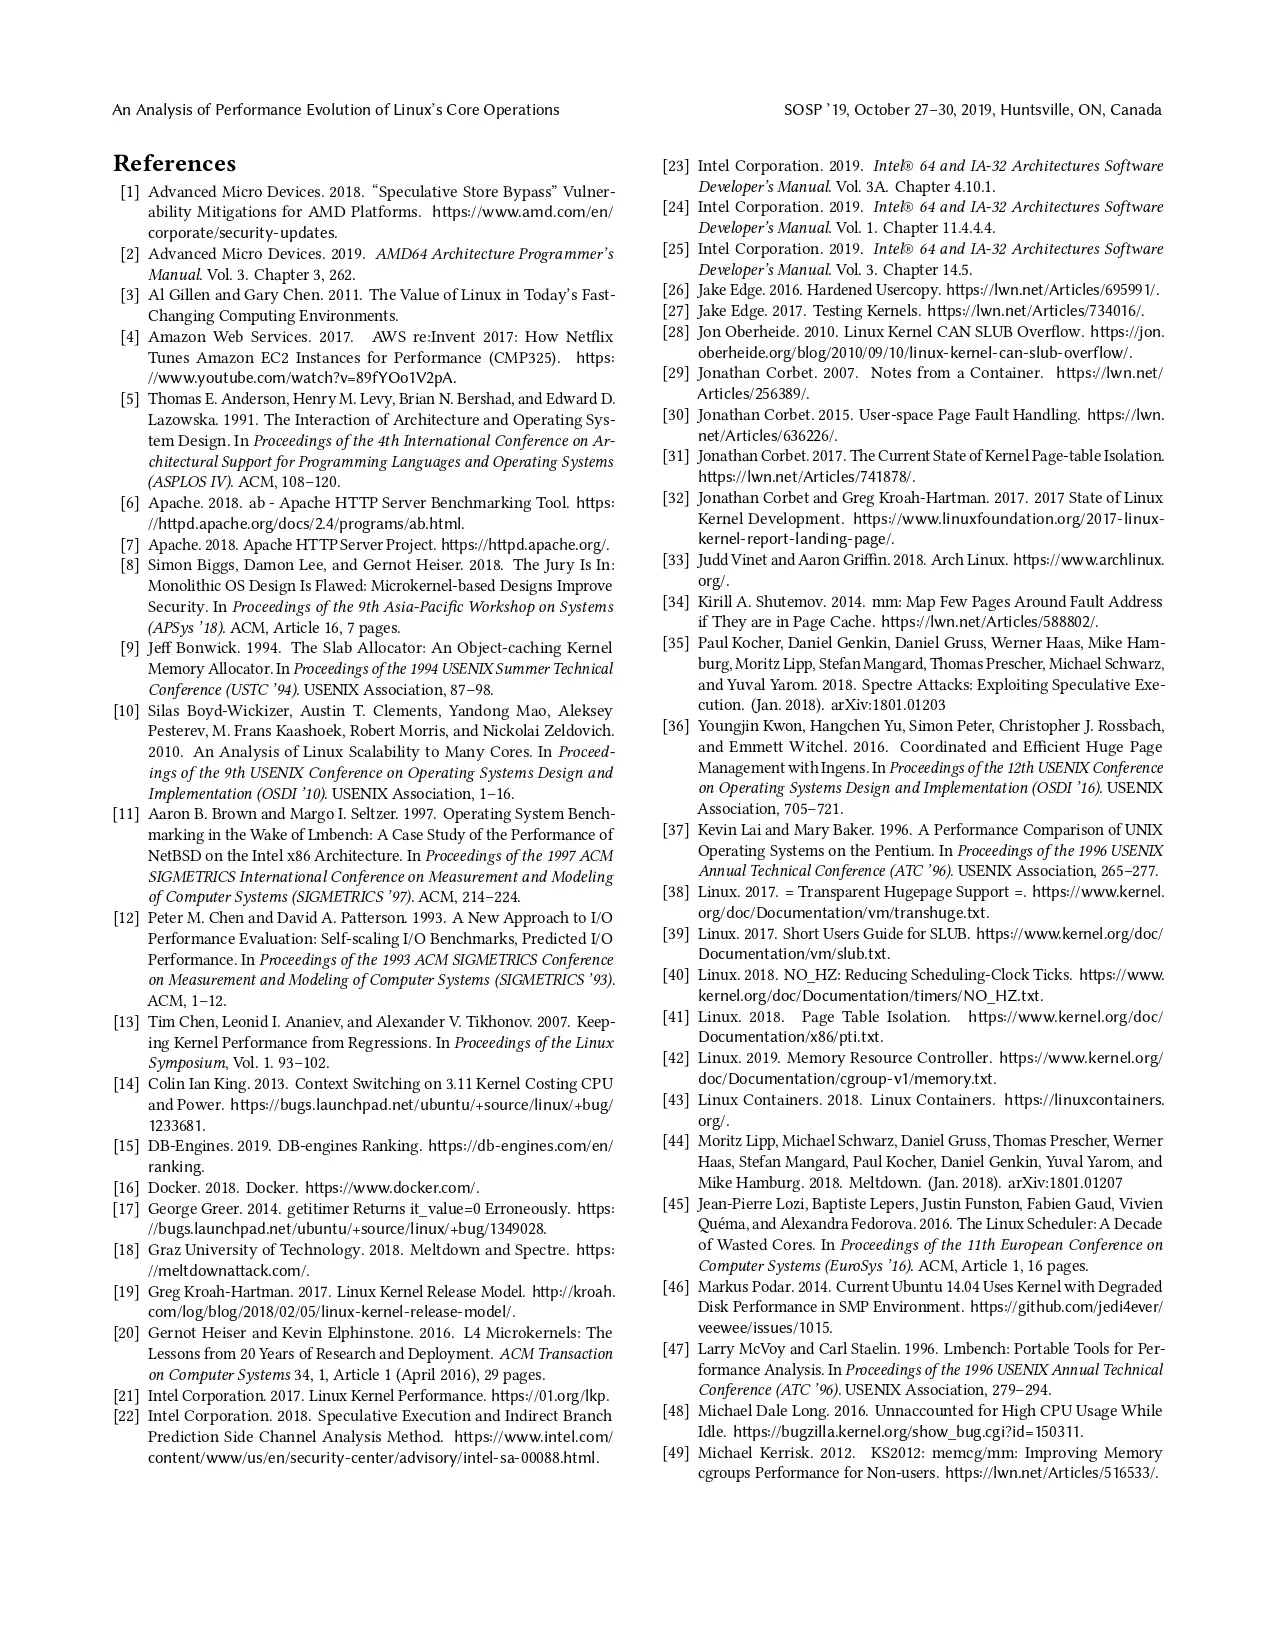 An Analysis of Performance Evolution of Linux's Core Operations
SOSP '19, October 27–30, 2019, Huntsville, ON, Canada
References
[1] Advanced Micro Devices. 2018. “Speculative Store Bypass” Vulner-
ability Mitigations for AMD Platforms. https://www.amd.com/en/
corporate/security-updates.
[2] Advanced Micro Devices. 2019. AMD64 Architecture Programmer's
Manual. Vol. 3. Chapter 3, 262.
[3] Al Gillen and Gary Chen. 2011. The Value of Linux in Today's Fast-
Changing Computing Environments.
[4] Amazon Web Services. 2017. AWS re:Invent 2017: How Netflix
Tunes Amazon EC2 Instances for Performance (CMP325). https:
//www.youtube.com/watch?v=89fYOo1V2pA.
[5] Thomas E. Anderson, Henry M. Levy, Brian N. Bershad, and Edward D.
Lazowska. 1991. The Interaction of Architecture and Operating Sys-
tem Design. In Proceedings of the 4th International Conference on Ar-
chitectural Support for Programming Languages and Operating Systems
(ASPLOS IV). ACM, 108–120.
[6] Apache. 2018. ab - Apache HTTP Server Benchmarking Tool. https:
//httpd.apache.org/docs/2.4/programs/ab.html.
[7] Apache. 2018. Apache HTTP Server Project. https://httpd.apache.org/.
[8] Simon Biggs, Damon Lee, and Gernot Heiser. 2018. The Jury Is In:
Monolithic OS Design Is Flawed: Microkernel-based Designs Improve
Security. In Proceedings of the 9th Asia-Pacific Workshop on Systems
(APSys '18). ACM, Article 16, 7 pages.
[9] Jeff Bonwick. 1994. The Slab Allocator: An Object-caching Kernel
Memory Allocator. In Proceedings of the 1994 USENIX Summer Technical
Conference (USTC '94). USENIX Association, 87–98.
[10] Silas Boyd-Wickizer, Austin T. Clements, Yandong Mao, Aleksey
Pesterev, M. Frans Kaashoek, Robert Morris, and Nickolai Zeldovich.
2010. An Analysis of Linux Scalability to Many Cores. In Proceed-
ings of the 9th USENIX Conference on Operating Systems Design and
Implementation (OSDI '10). USENIX Association, 1–16.
[11] Aaron B. Brown and Margo I. Seltzer. 1997. Operating System Bench-
marking in the Wake of Lmbench: A Case Study of the Performance of
NetBSD on the Intel x86 Architecture. In Proceedings of the 1997 ACM
SIGMETRICS International Conference on Measurement and Modeling
of Computer Systems (SIGMETRICS '97). ACM, 214–224.
[12] Peter M. Chen and David A. Patterson. 1993. A New Approach to I/O
Performance Evaluation: Self-scaling I/O Benchmarks, Predicted I/O
Performance. In Proceedings of the 1993 ACM SIGMETRICS Conference
on Measurement and Modeling of Computer Systems (SIGMETRICS '93).
ACM, 1–12.
[13] Tim Chen, Leonid I. Ananiev, and Alexander V. Tikhonov. 2007. Keep-
ing Kernel Performance from Regressions. In Proceedings of the Linux
Symposium, Vol. 1. 93–102.
[14] Colin Ian King. 2013. Context Switching on 3.11 Kernel Costing CPU
and Power. https://bugs.launchpad.net/ubuntu/+source/linux/+bug/
1233681.
[15] DB-Engines. 2019. DB-engines Ranking. https://db-engines.com/en/
ranking.
[16] Docker. 2018. Docker. https://www.docker.com/.
[17] George Greer. 2014. getitimer Returns it_value=0 Erroneously. https:
//bugs.launchpad.net/ubuntu/+source/linux/+bug/1349028.
[18] Graz University of Technology. 2018. Meltdown and Spectre. https:
//meltdownattack.com/.
[19] Greg Kroah-Hartman. 2017. Linux Kernel Release Model. http://kroah.
com/log/blog/2018/02/05/linux-kernel-release-model/.
[20] Gernot Heiser and Kevin Elphinstone. 2016. L4 Microkernels: The
Lessons from 20 Years of Research and Deployment. ACM Transaction
on Computer Systems 34, 1, Article 1 (April 2016), 29 pages.
[21] Intel Corporation. 2017. Linux Kernel Performance. https://01.org/lkp.
[22] Intel Corporation. 2018. Speculative Execution and Indirect Branch
Prediction Side Channel Analysis Method. https://www.intel.com/
content/www/us/en/security-center/advisory/intel-sa-00088.html.
[23] Intel Corporation. 2019. Intel® 64 and IA-32 Architectures Software
Developer's Manual. Vol. 3A. Chapter 4.10.1.
[24] Intel Corporation. 2019. Intel® 64 and IA-32 Architectures Software
Developer's Manual. Vol. 1. Chapter 11.4.4.4.
[25] Intel Corporation. 2019. Intel® 64 and IA-32 Architectures Software
Developer's Manual. Vol. 3. Chapter 14.5.
[26] Jake Edge. 2016. Hardened Usercopy. https://lwn.net/Articles/695991/.
[27] Jake Edge. 2017. Testing Kernels. https://lwn.net/Articles/734016/.
[28] Jon Oberheide. 2010. Linux Kernel CAN SLUB Overflow. https://jon.
oberheide.org/blog/2010/09/10/linux-kernel-can-slub-overflow/.
[29] Jonathan Corbet. 2007. Notes from a Container. https://lwn.net/
Articles/256389/.
[30] Jonathan Corbet. 2015. User-space Page Fault Handling. https://lwn.
net/Articles/636226/.
[31] Jonathan Corbet. 2017. The Current State of Kernel Page-table Isolation.
https://lwn.net/Articles/741878/.
[32] Jonathan Corbet and Greg Kroah-Hartman. 2017. 2017 State of Linux
Kernel Development. https://www.linuxfoundation.org/2017-linux-
kernel-report-landing-page/.
[33] Judd Vinet and Aaron Griffin. 2018. Arch Linux. https://www.archlinux.
org/.
[34] Kirill A. Shutemov. 2014. mm: Map Few Pages Around Fault Address
if They are in Page Cache. https://lwn.net/Articles/588802/.
[35] Paul Kocher, Daniel Genkin, Daniel Gruss, Werner Haas, Mike Ham-
burg, Moritz Lipp, Stefan Mangard, Thomas Prescher, Michael Schwarz,
and Yuval Yarom. 2018. Spectre Attacks: Exploiting Speculative Exe-
cution. (Jan. 2018). arXiv:1801.01203
[36] Youngjin Kwon, Hangchen Yu, Simon Peter, Christopher J. Rossbach,
and Emmett Witchel. 2016. Coordinated and Efficient Huge Page
Management with Ingens. In Proceedings of the 12th USENIX Conference
on Operating Systems Design and Implementation (OSDI '16). USENIX
Association, 705–721.
[37] Kevin Lai and Mary Baker. 1996. A Performance Comparison of UNIX
Operating Systems on the Pentium. In Proceedings of the 1996 USENIX
Annual Technical Conference (ATC '96). USENIX Association, 265–277.
[38] Linux. 2017. = Transparent Hugepage Support =. https://www.kernel.
org/doc/Documentation/vm/transhuge.txt.
[39] Linux. 2017. Short Users Guide for SLUB. https://www.kernel.org/doc/
Documentation/vm/slub.txt.
[40] Linux. 2018. NO_HZ: Reducing Scheduling-Clock Ticks. https://www.
kernel.org/doc/Documentation/timers/NO_HZ.txt.
[41] Linux. 2018. Page Table Isolation. https://www.kernel.org/doc/
Documentation/x86/pti.txt.
[42] Linux. 2019. Memory Resource Controller. https://www.kernel.org/
doc/Documentation/cgroup-v1/memory.txt.
[43] Linux Containers. 2018. Linux Containers. https://linuxcontainers.
org/.
[44] Moritz Lipp, Michael Schwarz, Daniel Gruss, Thomas Prescher, Werner
Haas, Stefan Mangard, Paul Kocher, Daniel Genkin, Yuval Yarom, and
Mike Hamburg. 2018. Meltdown. (Jan. 2018). arXiv:1801.01207
[45] Jean-Pierre Lozi, Baptiste Lepers, Justin Funston, Fabien Gaud, Vivien
Quéma, and Alexandra Fedorova. 2016. The Linux Scheduler: A Decade
of Wasted Cores. In Proceedings of the 11th European Conference on
Computer Systems (EuroSys '16). ACM, Article 1, 16 pages.
[46] Markus Podar. 2014. Current Ubuntu 14.04 Uses Kernel with Degraded
Disk Performance in SMP Environment. https://github.com/jedi4ever/
veewee/issues/1015.
[47] Larry McVoy and Carl Staelin. 1996. Lmbench: Portable Tools for Per-
formance Analysis. In Proceedings of the 1996 USENIX Annual Technical
Conference (ATC '96). USENIX Association, 279–294.
[48] Michael Dale Long. 2016. Unnaccounted for High CPU Usage While
Idle. https://bugzilla.kernel.org/show_bug.cgi?id=150311.
[49] Michael Kerrisk. 2012. KS2012: memcg/mm: Improving Memory
cgroups Performance for Non-users. https://lwn.net/Articles/516533/.